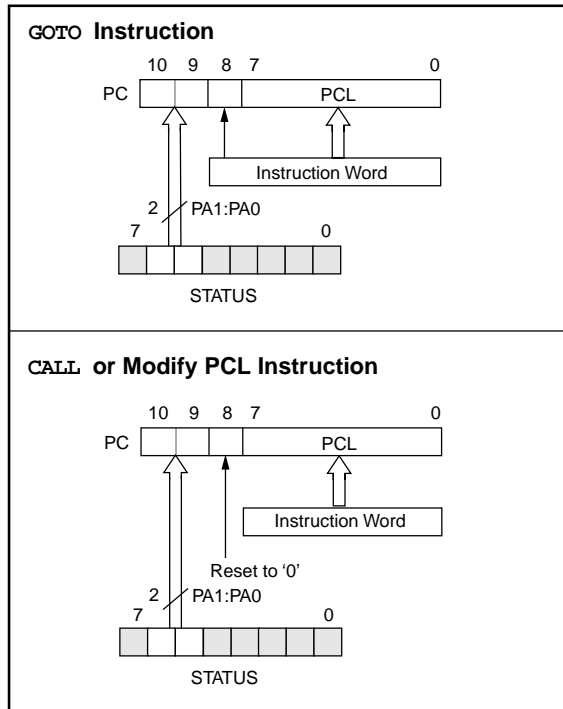 GOTO Instruction
10 9 8 7 0
PC PCL
Instruction Word
2 PA1:PA0
7 0
STATUS
CALL or Modify PCL Instruction
10 9 8 7 0
PC PCL
Instruction Word
Reset to ‘0’
2 PA1:PA0
7 0
STATUS